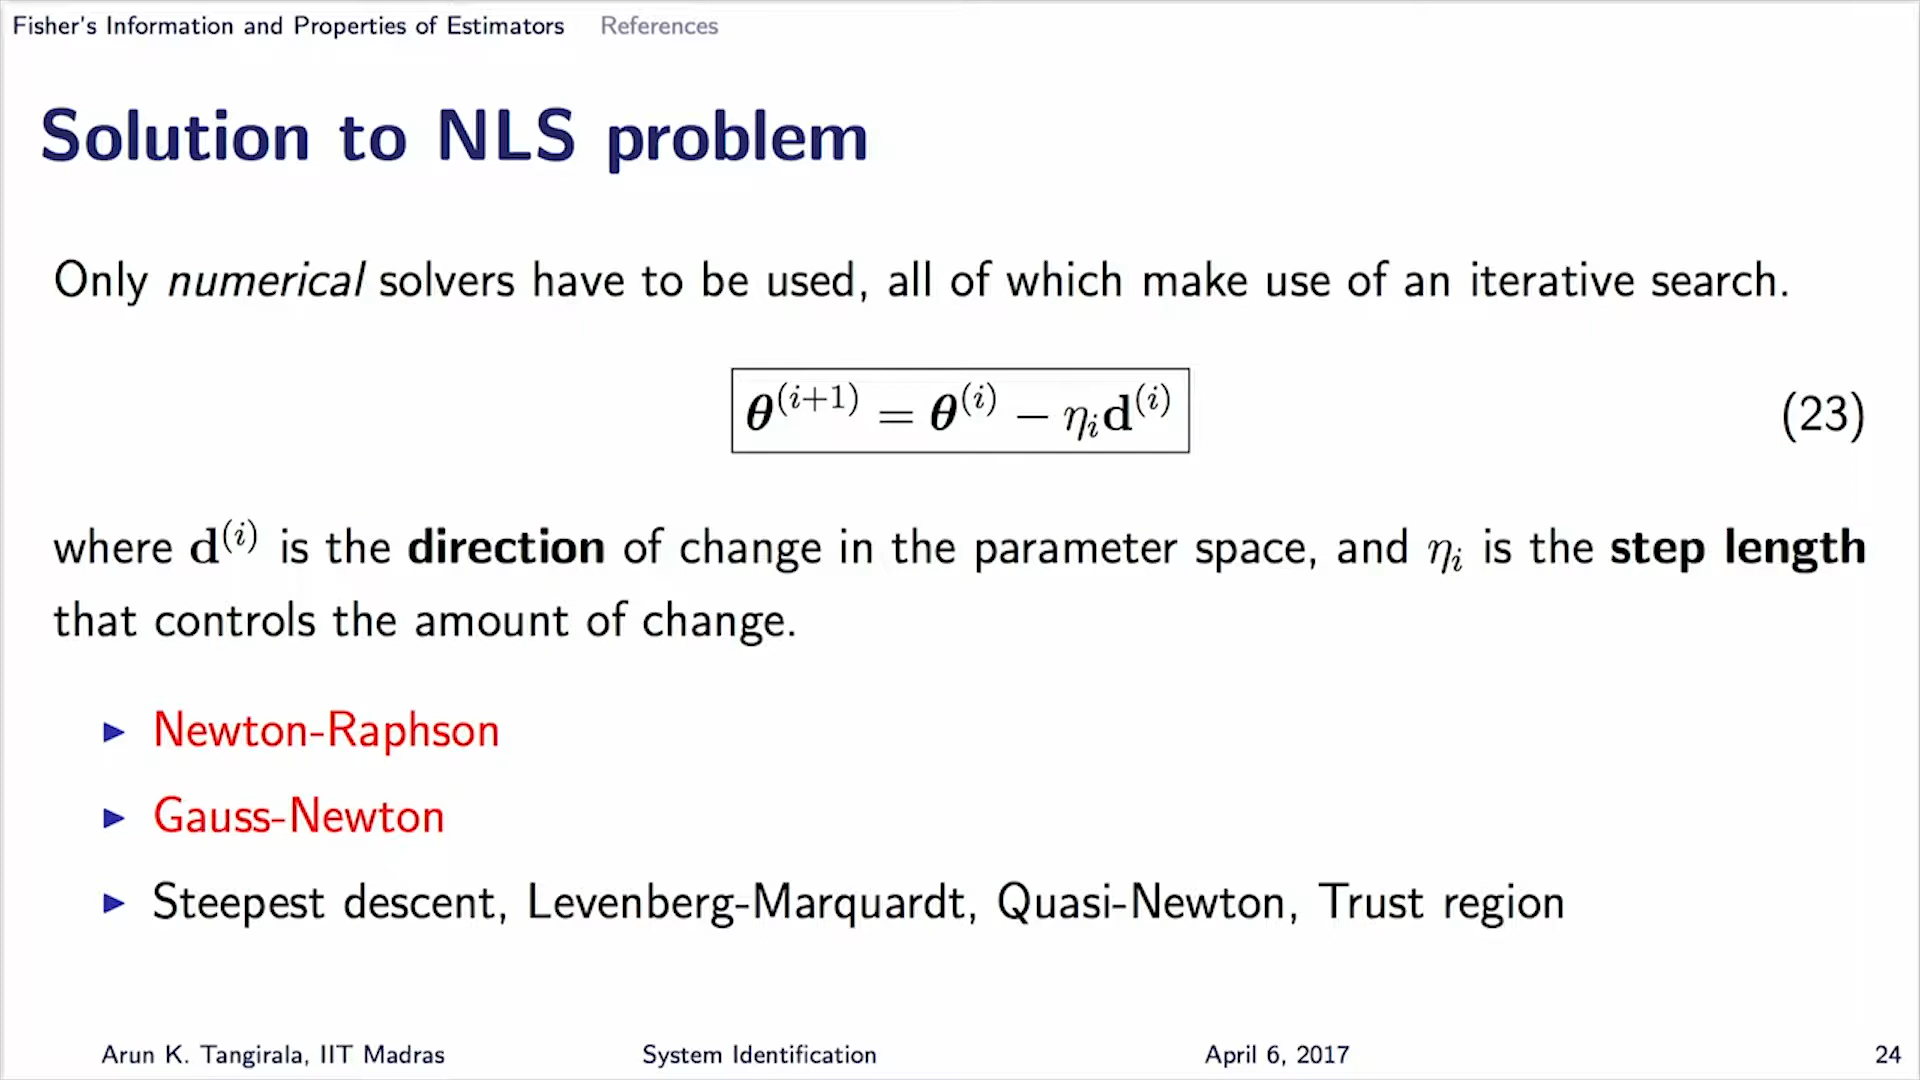 Fisher's Information and Properties of Estimators References
Solution to NLS problem
Only numerical solvers have to be used, all of which make use of an iterative search.
θ^(i+1) = θ^(i) − η_i d^(i) (23)
where d^(i) is the direction of change in the parameter space, and η_i is the step length
that controls the amount of change.
▶ Newton-Raphson
▶ Gauss-Newton
▶ Steepest descent, Levenberg-Marquardt, Quasi-Newton, Trust region
Arun K. Tangirala, IIT Madras System Identification April 6, 2017 24